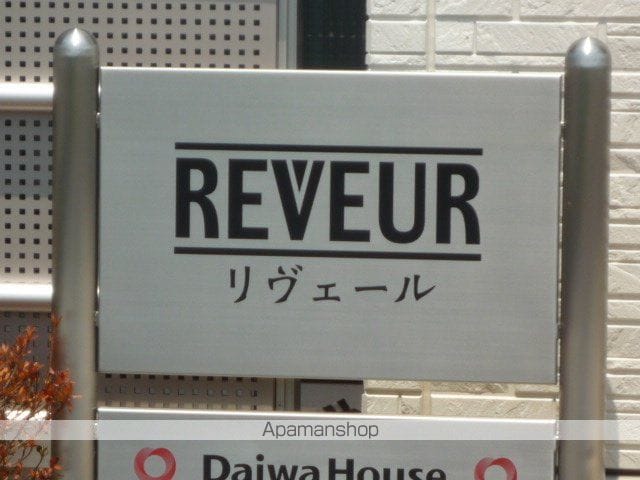 REVEUR
リヴェール
Apamanshop
Daiwa House